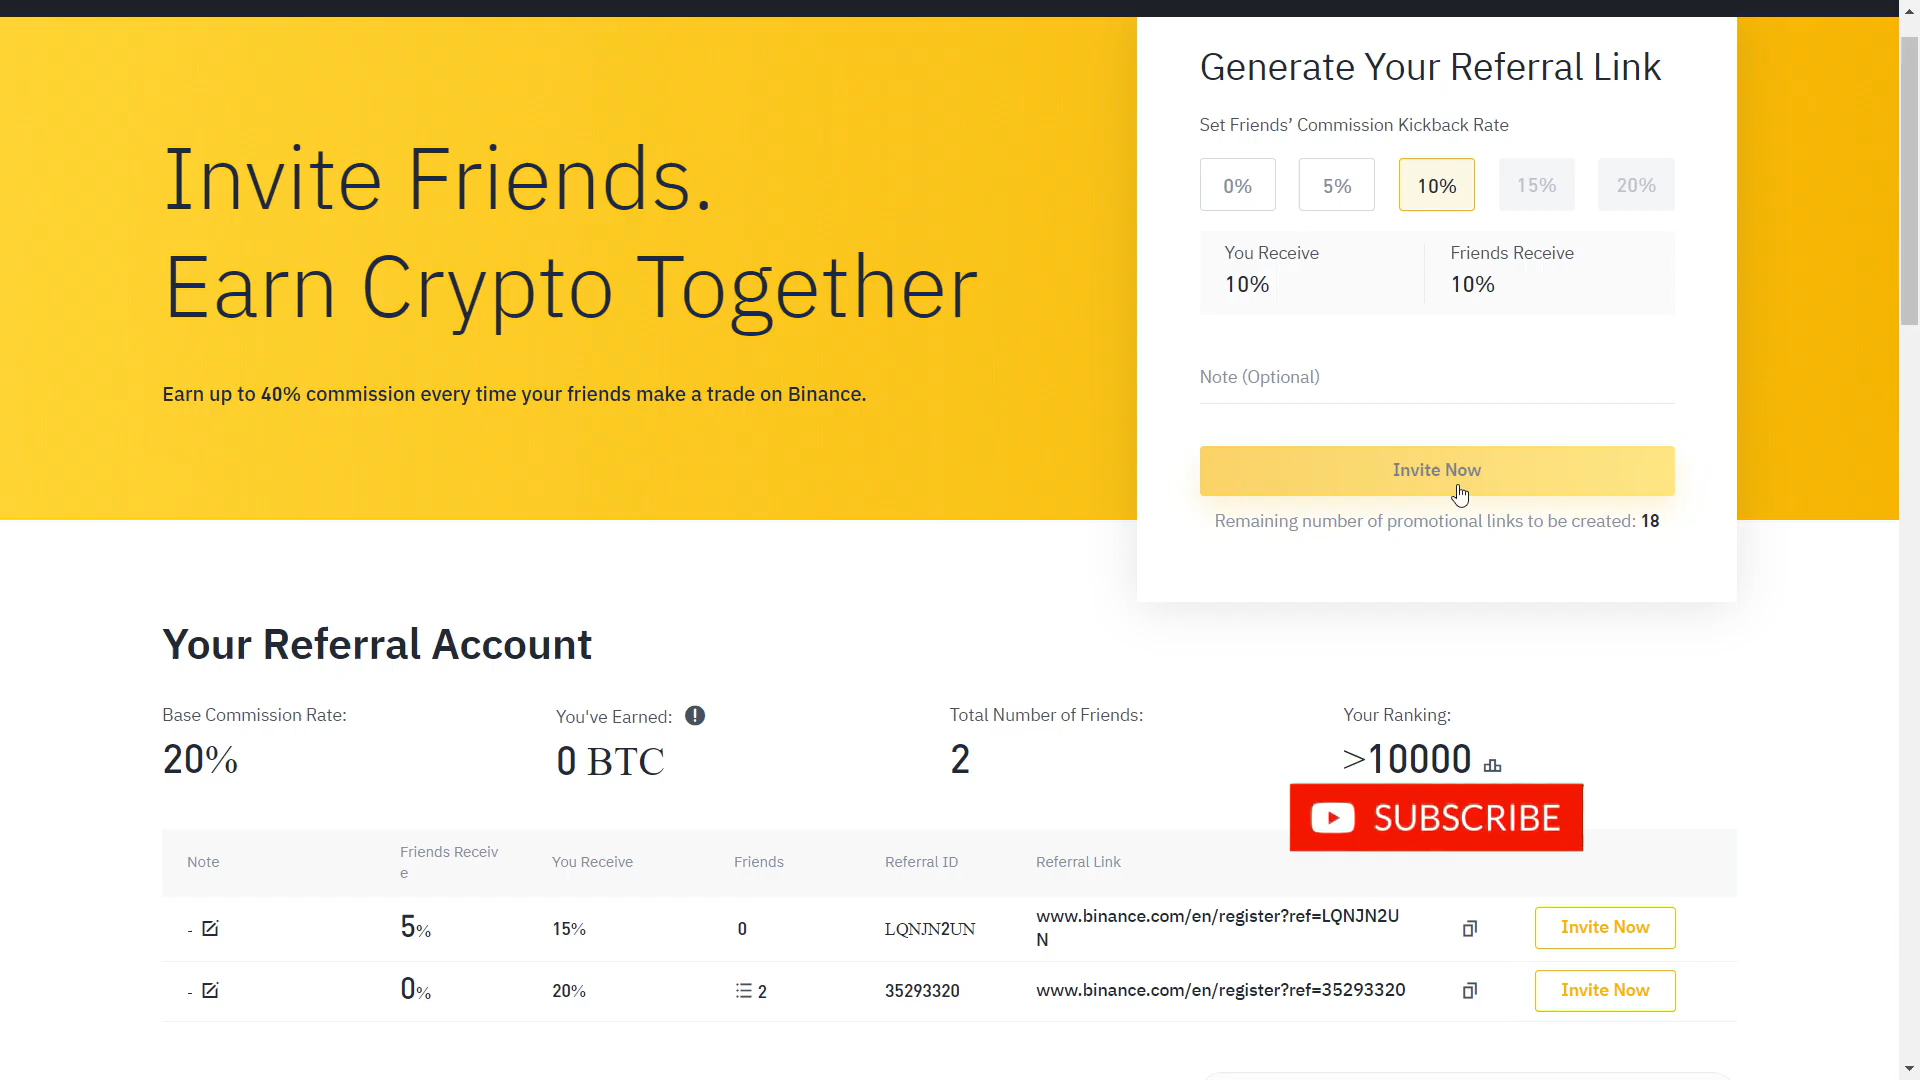 Invite Friends.
Earn Crypto Together
Earn up to 40% commission every time your friends make a trade on Binance.
Generate Your Referral Link
Set Friends’ Commission Kickback Rate
0% 5% 10% 15% 20%
You Receive Friends Receive
10% 10%
Note (Optional)
Invite Now
Remaining number of promotional links to be created: 18
Your Referral Account
Base Commission Rate: You've Earned: Total Number of Friends: Your Ranking:
20% 0 BTC 2 >10000
SUBSCRIBE
Note Friends Receiv You Receive Friends Referral ID Referral Link
e
- 5% 15% 0 LQNJN2UN www.binance.com/en/register?ref=LQNJN2U Invite Now
N
- 0% 20% 2 35293320 www.binance.com/en/register?ref=35293320 Invite Now